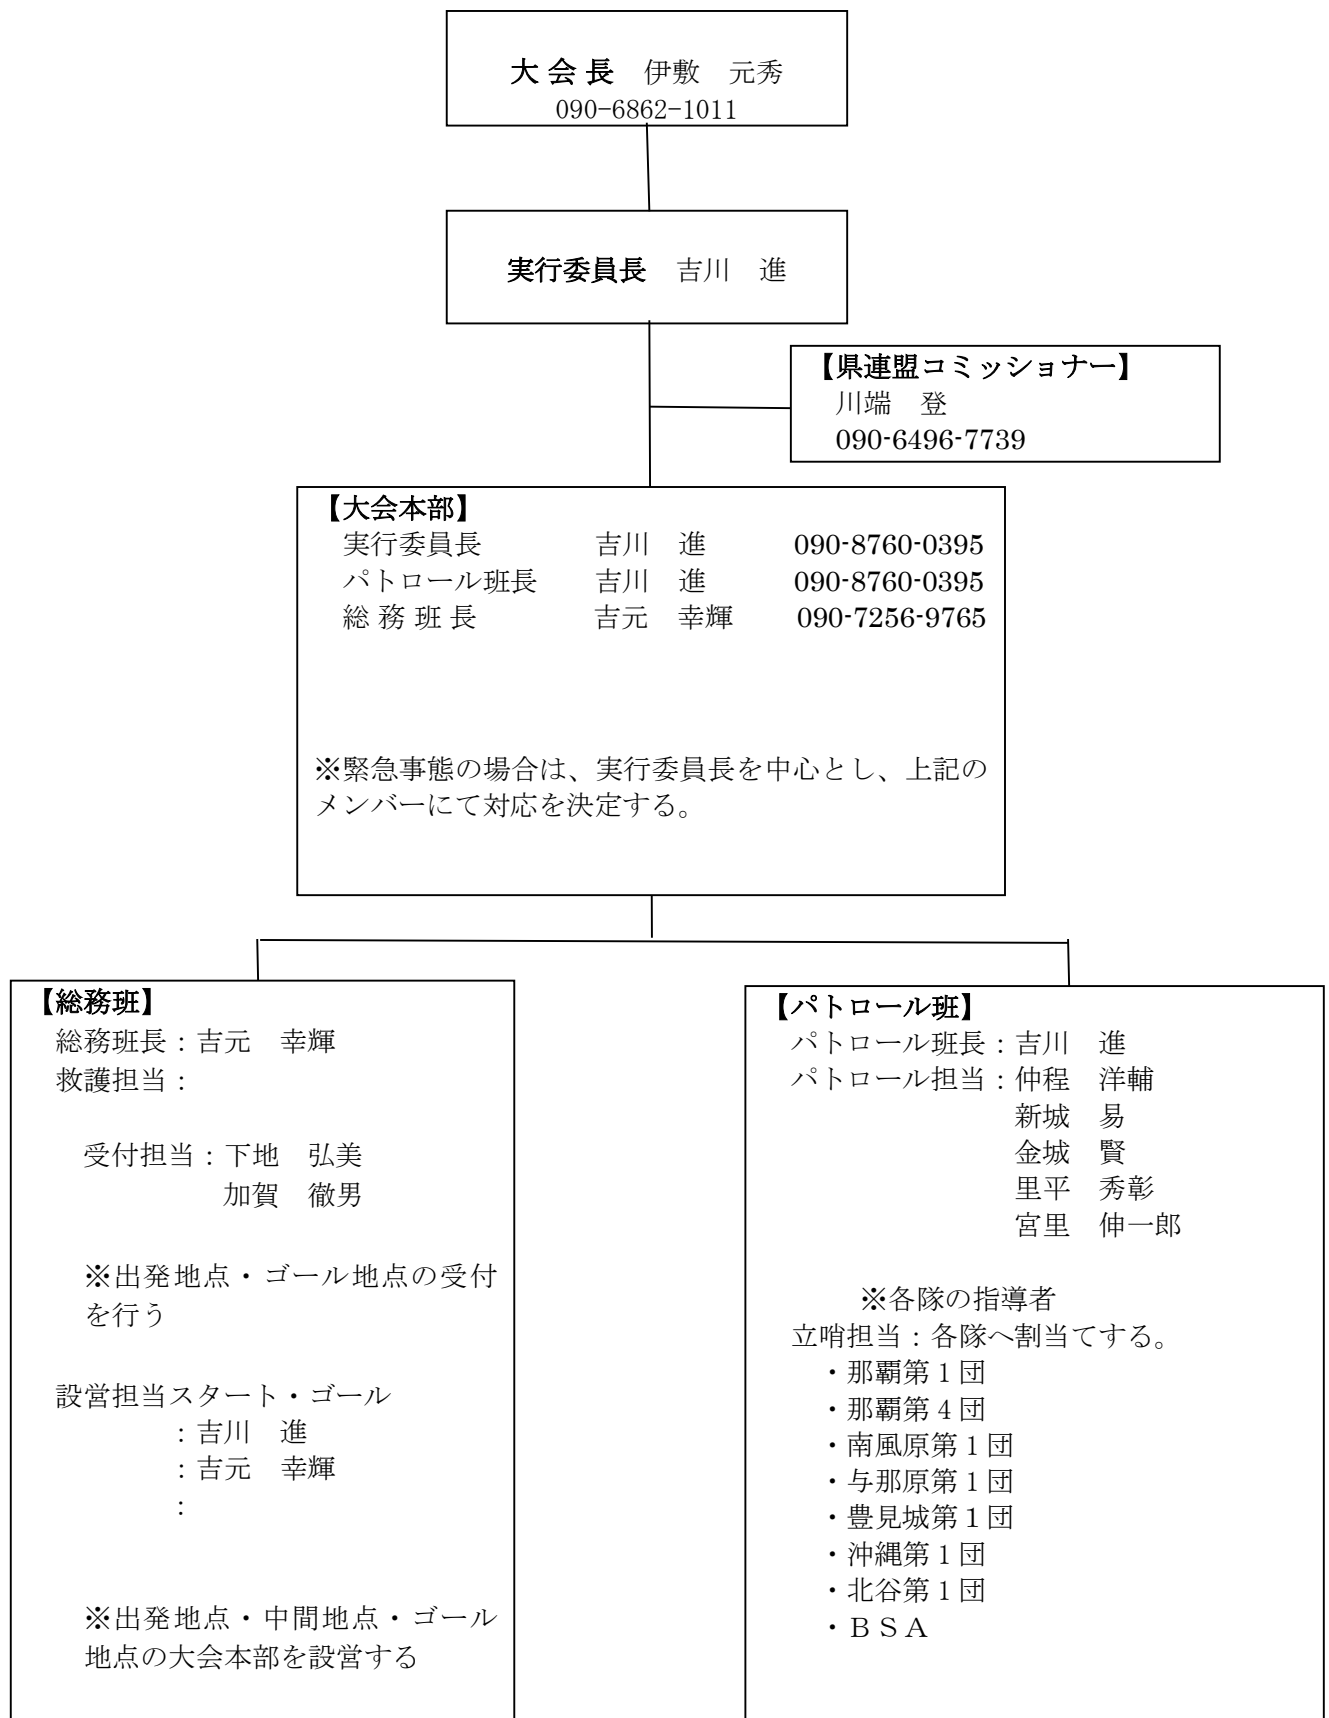 大 会 長　伊敷　元秀
090-6862-1011
実行委員長　吉川　進
【県連盟コミッショナー】
川端　登
090-6496-7739
【大会本部】
実行委員長　吉川　進　090-8760-0395
パトロール班長　吉川　進　090-8760-0395
総 務 班 長　吉元　幸輝　090-7256-9765
※緊急事態の場合は、実行委員長を中心とし、上記の
メンバーにて対応を決定する。
【総務班】
総務班長：吉元　幸輝
救護担当：
受付担当：下地　弘美
加賀　徹男
※出発地点・ゴール地点の受付
を行う
設営担当スタート・ゴール
：吉川　進
：吉元　幸輝
：
※出発地点・中間地点・ゴール
地点の大会本部を設営する
【パトロール班】
パトロール班長：吉川　進
パトロール担当：仲程　洋輔
新城　易
金城　賢
里平　秀彰
宮里　伸一郎
※各隊の指導者
立哨担当：各隊へ割当てする。
・那覇第１団
・那覇第４団
・南風原第１団
・与那原第１団
・豊見城第１団
・沖縄第１団
・北谷第１団
・ＢＳＡ